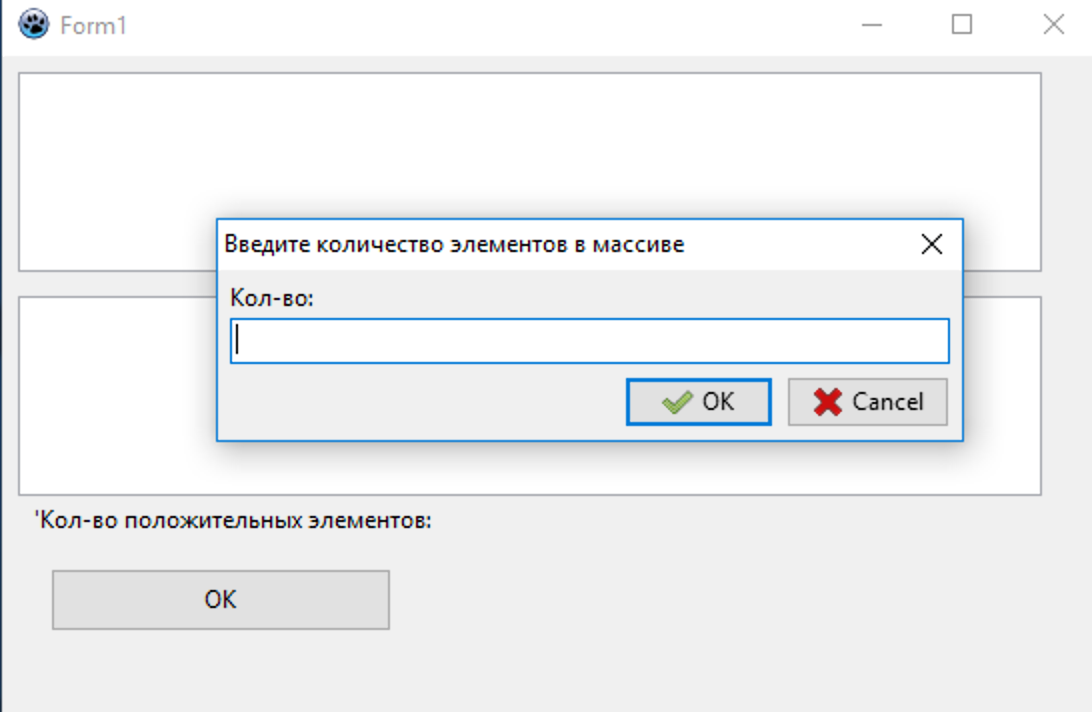 Form1
Введите количество элементов в массиве
Кол-во:
OK
Cancel
'Кол-во положительных элементов:
OK